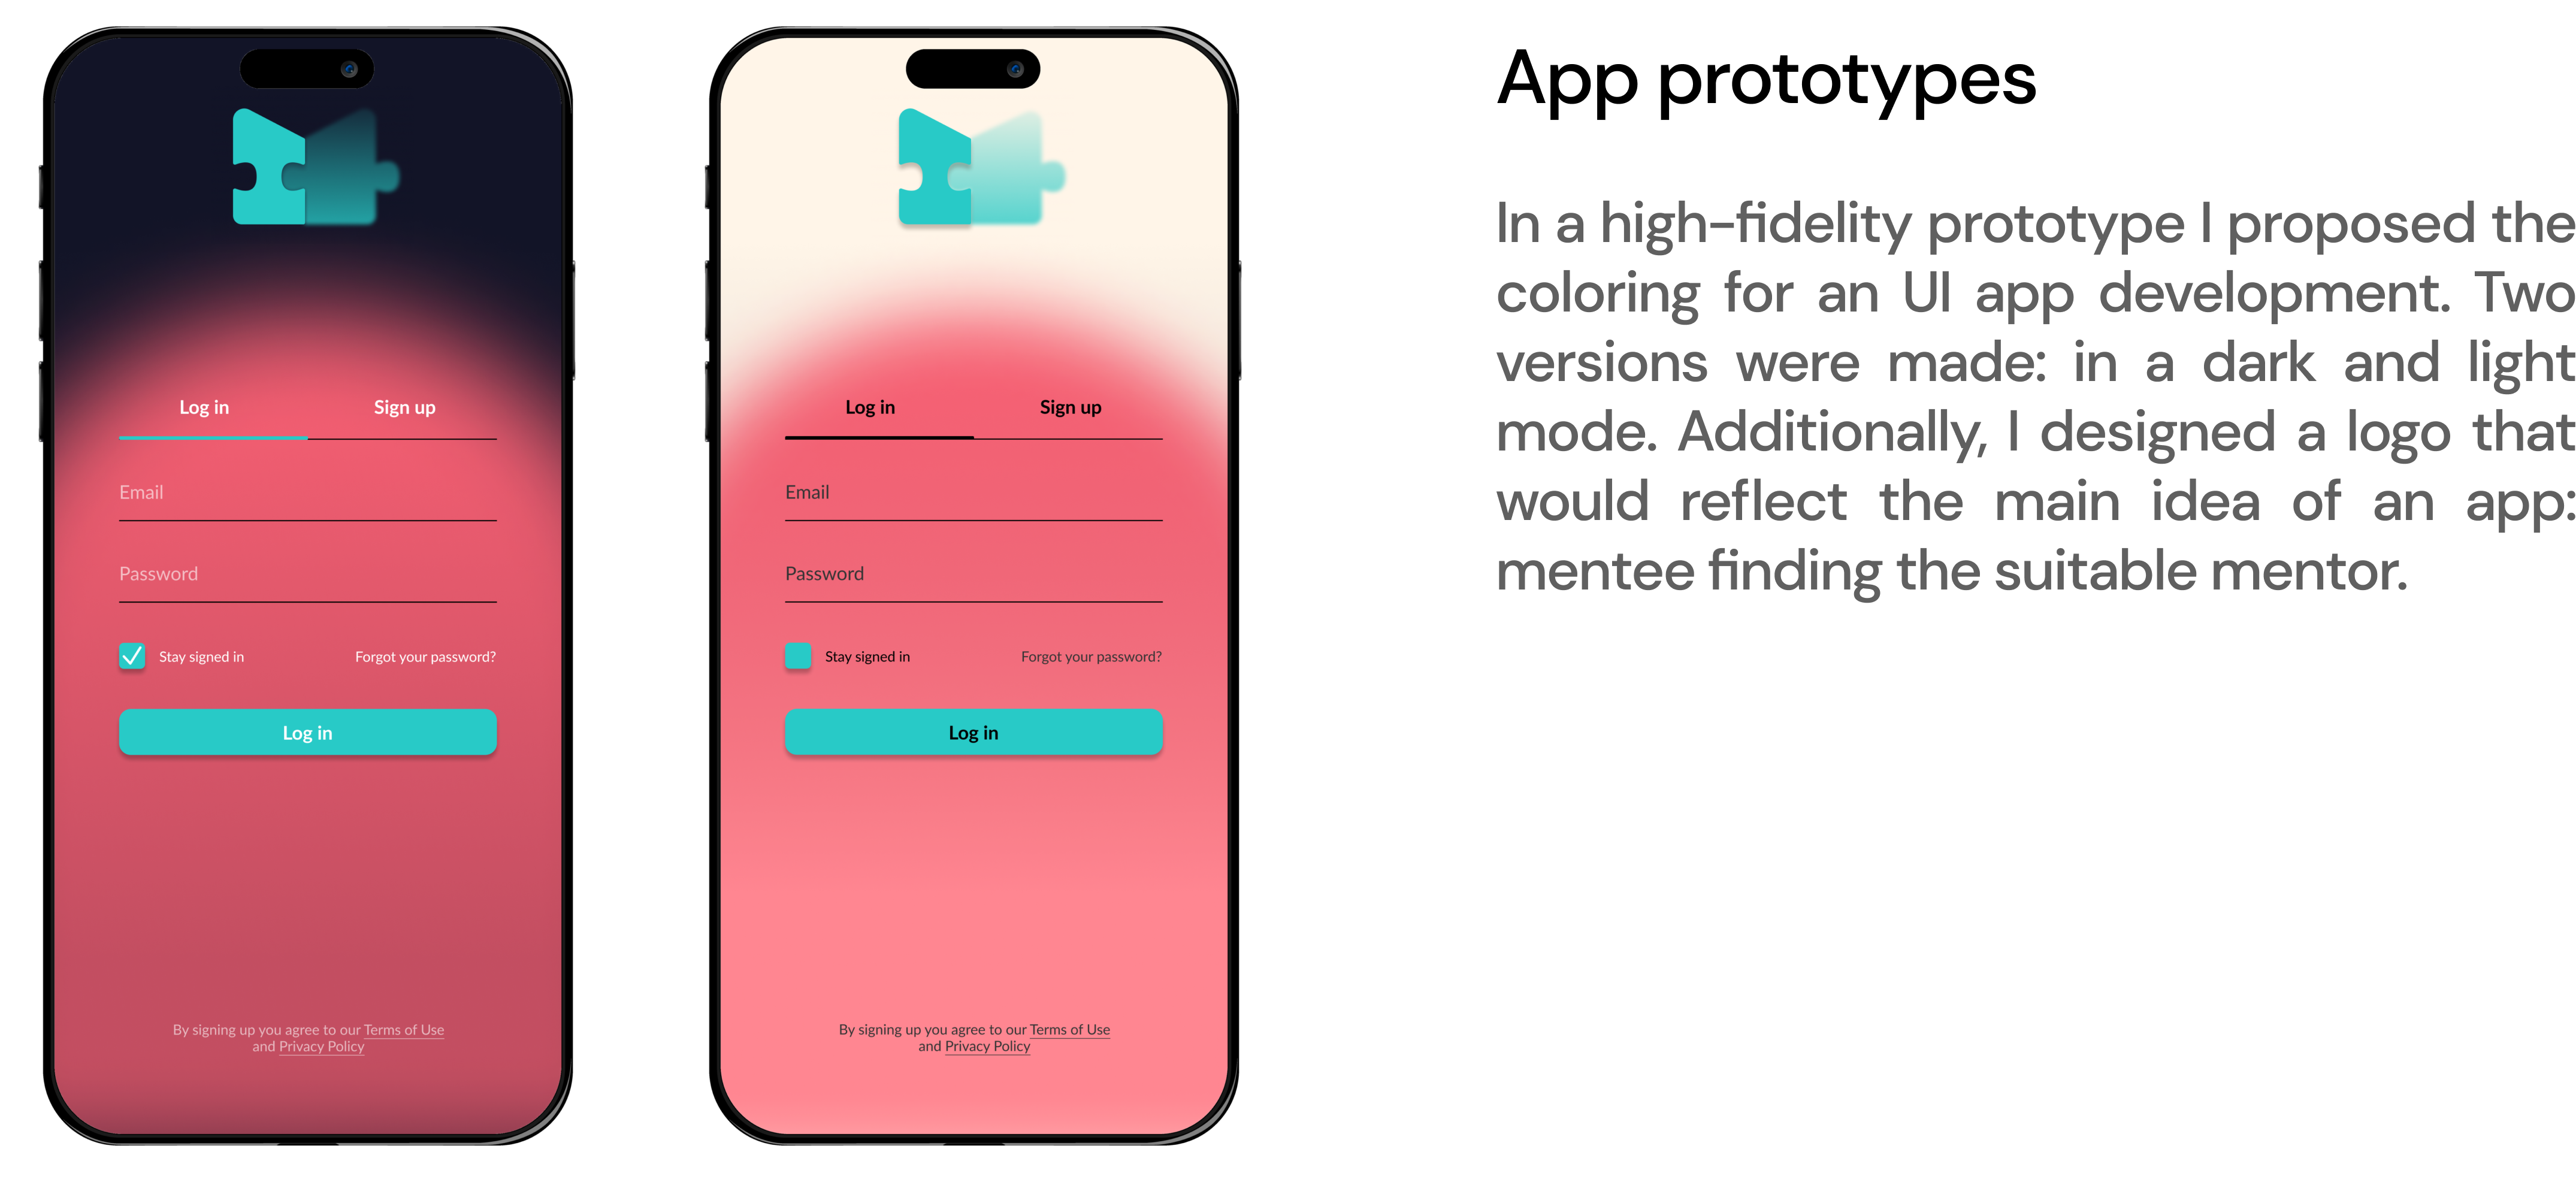 Log in
Sign up
Email
Password
Stay signed in
Forgot your password?
Log in
By signing up you agree to our Terms of Use
and Privacy Policy
Log in
Sign up
Email
Password
Stay signed in
Forgot your password?
Log in
By signing up you agree to our Terms of Use
and Privacy Policy
App prototypes
In a high-fidelity prototype I proposed the
coloring for an UI app development. Two
versions were made: in a dark and light
mode. Additionally, I designed a logo that
would reflect the main idea of an app:
mentee finding the suitable mentor.